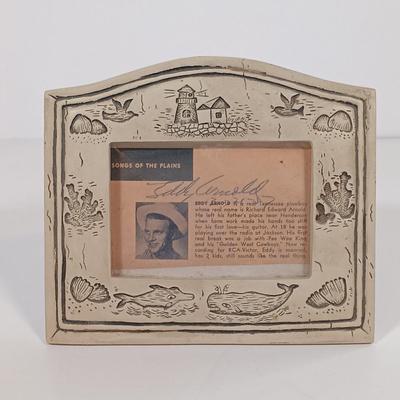 SONGS OF THE PLAINS
Eddy Arnold
EDDY ARNOLD is a real Tennessee plowboy
whose real name is Richard Edward Arnold.
He left his father's place near Henderson
when farm work made his hands too stiff
for his first love—his guitar. At 18 he was
playing over the radio at Jackson. His first
real break was a job with Pee Wee King
and his "Golden West Cowboys." Now re-
cording for RCA-Victor, Eddy is married,
has 2 kids, still sounds like the real thing.